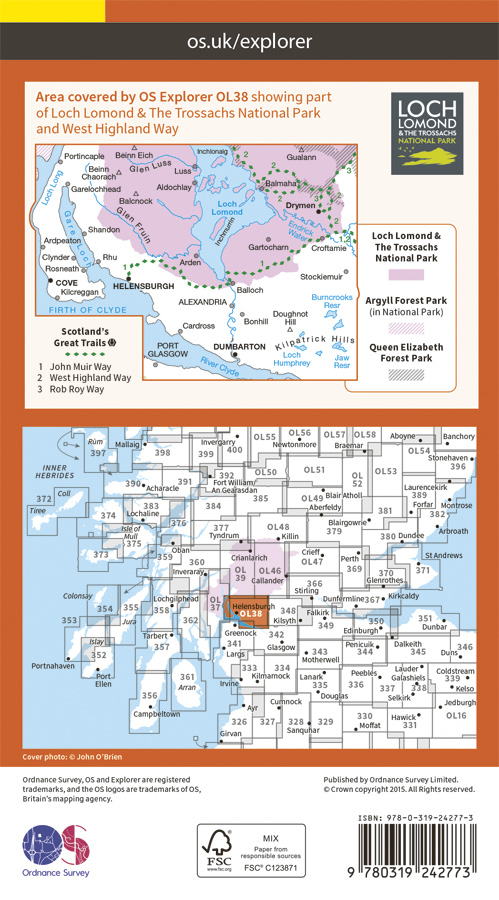 os.uk/explorer
Area covered by OS Explorer OL38 showing part
of Loch Lomond & The Trossachs National Park
and West Highland Way
LOCH
LOMOND
& THE TROSSACHS
NATIONAL PARK
Portincaple
Beinn Eich
Glen Luss
Inchlonaig
2
Gualann
2
Loch Long
Beinn
Chaorach
Luss
Balmaha
3
Garelochhead
Aldochlay
2
Balcnock
Loch
Lomond
Drymen
2
Gare Loch
Glen Fruin
Inchmurrin
Endrick
Water
Shandon
Ardpeaton
Gartocharn
1,2
Croftamie
Clynder
Rhu
Rosneath
1
Arden
1
COVE
Kilcreggan
HELENSBURGH
Balloch
Stockiemuir
FIRTH OF CLYDE
ALEXANDRIA
Burncrooks
Resr
Cardross
Bonhill
Doughnot
Hill
PORT
GLASGOW
DUMBARTON
Kilpatrick Hills
River Clyde
Loch
Humphrey
Jaw
Resr
Scotland's
Great Trails
1 John Muir Way
2 West Highland Way
3 Rob Roy Way
Loch Lomond &
The Trossachs
National Park
Argyll Forest Park
(in National Park)
Queen Elizabeth
Forest Park
Rùm
397
Mallaig
398
399
Invergarry
400
OL55
OL56
Newtonmore
OL57
OL58
Braemar
Aboyne
Banchory
OL54
Stonehaven
396
INNER
HEBRIDES
390
391
392
Fort William/
An Gearasdan
OL50
OL51
OL
52
OL53
372
Coll
Acharacle
385
OL49
Blair Atholl
Laurencekirk
389
Tiree
374
383
Lochaline
384
Aberfeldy
381
Forfar
Montrose
382
Isle of
Mull
375
376
377
Tyndrum
OL48
Killin
Blairgowrie
379
380
Dundee
Arbroath
373
359
Oban
360
Crianlarich
Crieff
OL47
Perth
369
St Andrews
371
Inveraray
OL
39
OL46
Callander
370
Glenrothes
Colonsay
354
355
Lochgilphead
358
OL
37
366
Stirling
Dunfermline
367
Kirkcaldy
353
Jura
362
Helensburgh
OL38
348
Kilsyth
Falkirk
349
350
Edinburgh
351
Dunbar
Islay
352
Tarbert
357
Greenock
341
342
Glasgow
Penicuik
344
Dalkeith
345
Duns
346
Portnahaven
Port
Ellen
Largs
343
Motherwell
361
Arran
333
334
Kilmarnock
Lanark
335
Peebles
336
337
Lauder
Galashiels
338
Selkirk
Coldstream
339
Kelso
356
Campbeltown
Irvine
Douglas
Ayr
Cumnock
Jedburgh
OL16
326
327
328
329
330
Moffat
Hawick
331
Girvan
Sanquhar
Cover photo: © John O'Brien
Ordnance Survey, OS and Explorer are registered
trademarks, and the OS logos are trademarks of OS,
Britain's mapping agency.
Published by Ordnance Survey Limited.
© Crown copyright 2015. All Rights reserved.
OS
Ordnance Survey
FSC
www.fsc.org
MIX
Paper from
responsible sources
FSC® C123871
ISBN: 978-0-319-24277-3
9 780319 242773